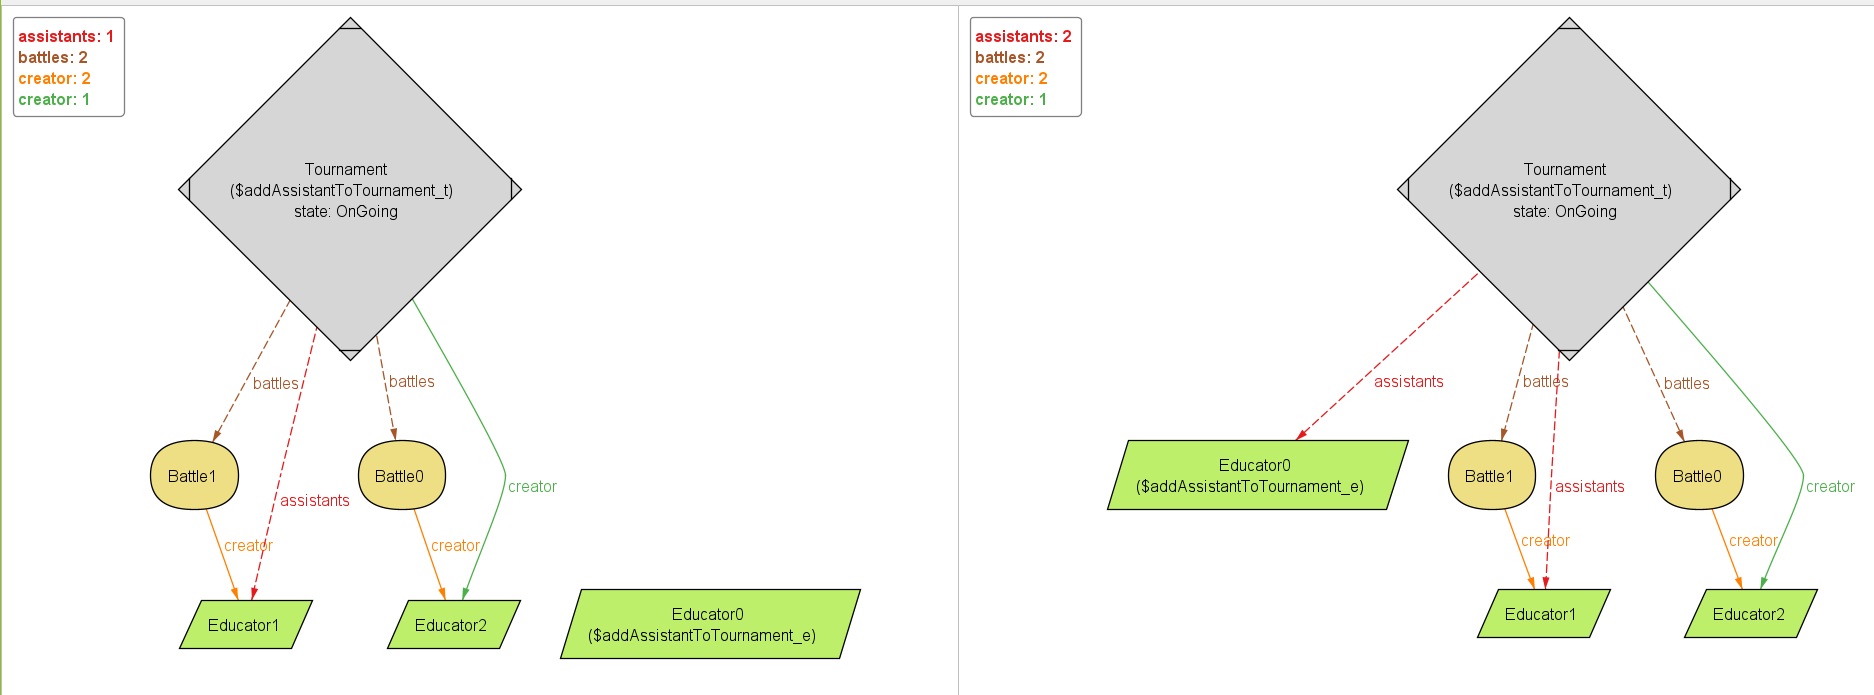 assistants: 1
battles: 2
creator: 2
creator: 1
Tournament
($addAssistantToTournament_t)
state: OnGoing
battles
battles
Battle1
Battle0
assistants
creator
creator
creator
Educator1
Educator2
Educator0
($addAssistantToTournament_e)
assistants: 2
battles: 2
creator: 2
creator: 1
Tournament
($addAssistantToTournament_t)
state: OnGoing
assistants
battles
battles
Educator0
($addAssistantToTournament_e)
Battle1
Battle0
assistants
creator
creator
creator
Educator1
Educator2